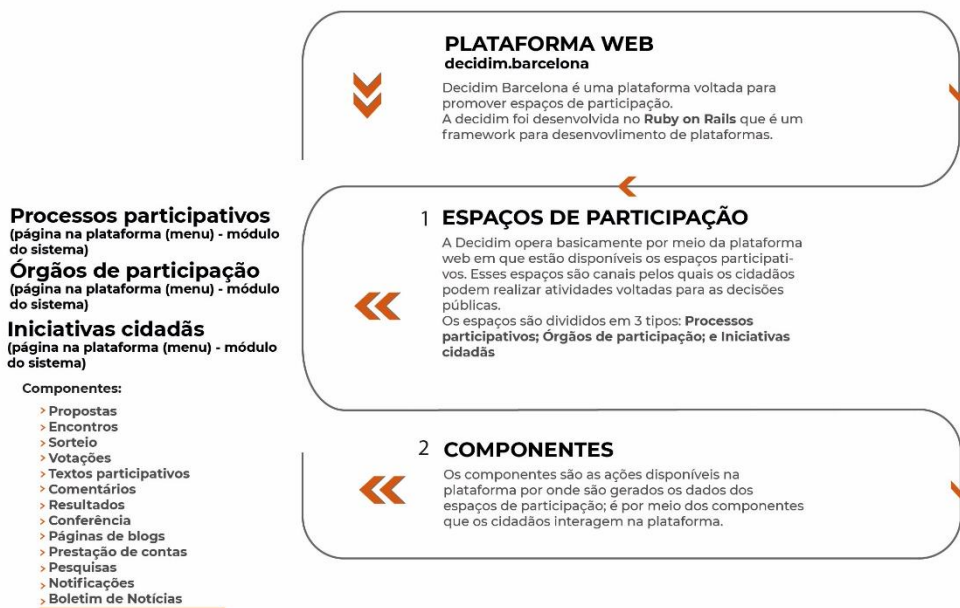 PLATAFORMA WEB
decidim.barcelona
Decidim Barcelona é uma plataforma voltada para
promover espaços de participação.
A decidim foi desenvolvida no Ruby on Rails que é um
framework para desenvovlimento de plataformas.
Processos participativos
(página na plataforma (menu) - módulo
do sistema)
Órgãos de participação
(página na plataforma (menu) - módulo
do sistema)
Iniciativas cidadãs
(página na plataforma (menu) - módulo
do sistema)
Componentes:
> Propostas
> Encontros
> Sorteio
> Votações
> Textos participativos
> Comentários
> Resultados
> Conferência
> Páginas de blogs
> Prestação de contas
> Pesquisas
> Notificações
> Boletim de Notícias
1 ESPAÇOS DE PARTICIPAÇÃO
A Decidim opera basicamente por meio da plataforma
web em que estão disponíveis os espaços participati-
vos. Esses espaços são canais pelos quais os cidadãos
podem realizar atividades voltadas para as decisões
públicas.
Os espaços são divididos em 3 tipos: Processos
participativos; Órgãos de participação; e Iniciativas
cidadãs
2 COMPONENTES
Os componentes são as ações disponíveis na
plataforma por onde são gerados os dados dos
espaços de participação; é por meio dos componentes
que os cidadãos interagem na plataforma.